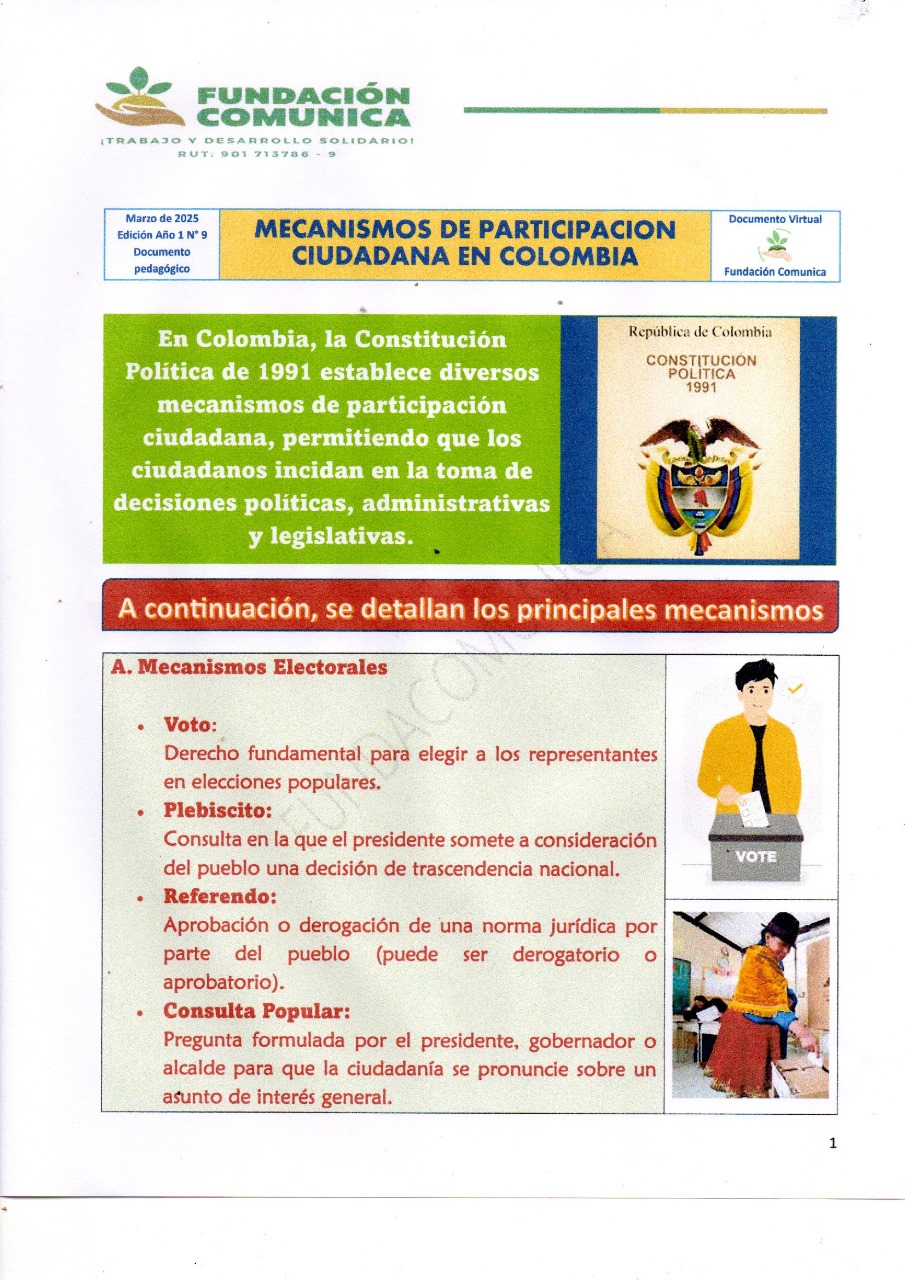 FUNDACIÓN
COMUNICA
¡TRABAJO Y DESARROLLO SOLIDARIO!
RUT: 901 713786 - 9
Marzo de 2025
Edición Año 1 N° 9
Documento
pedagógico
MECANISMOS DE PARTICIPACION
CIUDADANA EN COLOMBIA
Documento Virtual
Fundación Comunica
En Colombia, la Constitución
Política de 1991 establece diversos
mecanismos de participación
ciudadana, permitiendo que los
ciudadanos incidan en la toma de
decisiones políticas, administrativas
y legislativas.
República de Colombia
CONSTITUCIÓN
POLÍTICA
1991
A continuación, se detallan los principales mecanismos
A. Mecanismos Electorales
• Voto:
Derecho fundamental para elegir a los representantes
en elecciones populares.
• Plebiscito:
Consulta en la que el presidente somete a consideración
del pueblo una decisión de trascendencia nacional.
• Referendo:
Aprobación o derogación de una norma jurídica por
parte del pueblo (puede ser derogatorio o
aprobatorio).
• Consulta Popular:
Pregunta formulada por el presidente, gobernador o
alcalde para que la ciudadanía se pronuncie sobre un
asunto de interés general.
VOTE
FUNDACOMUNICA
1